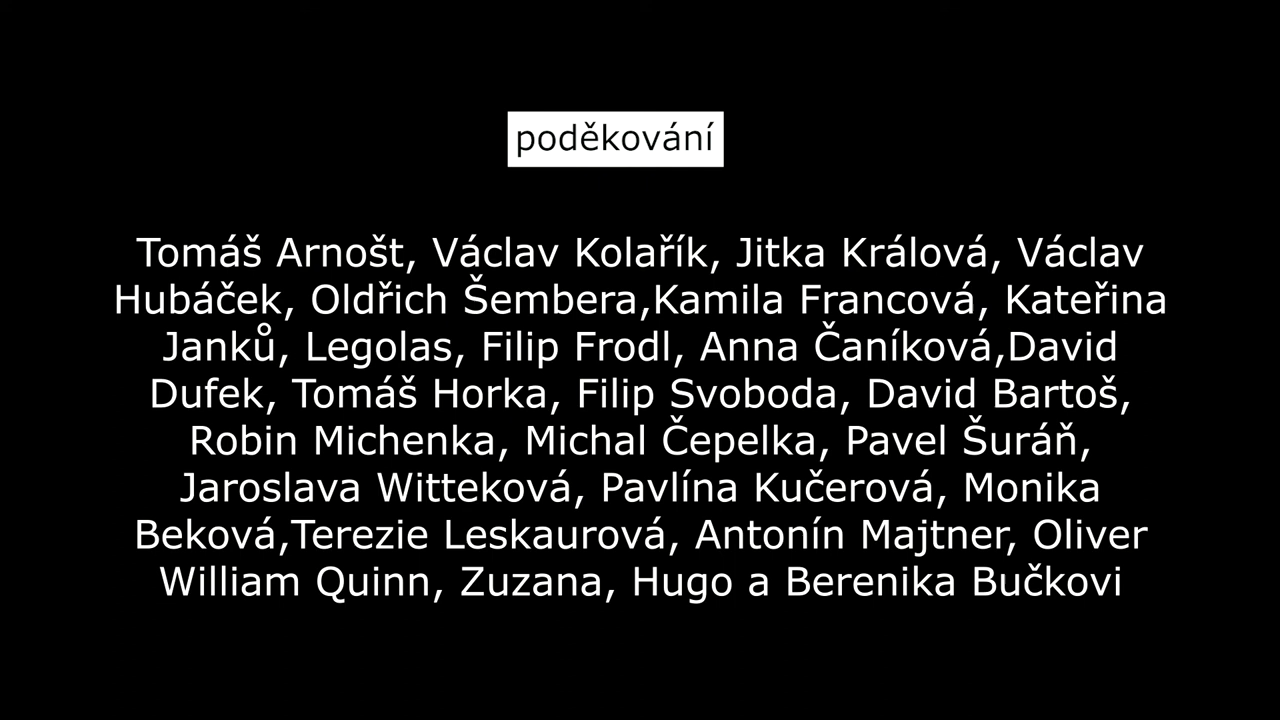 poděkování
Tomáš Arnošt, Václav Kolařík, Jitka Králová, Václav
Hubáček, Oldřich Šembera,Kamila Francová, Kateřina
Janků, Legolas, Filip Frodl, Anna Čaníková,David
Dufek, Tomáš Horka, Filip Svoboda, David Bartoš,
Robin Michenka, Michal Čepelka, Pavel Šuráň,
Jaroslava Witteková, Pavlína Kučerová, Monika
Beková,Terezie Leskaurová, Antonín Majtner, Oliver
William Quinn, Zuzana, Hugo a Berenika Bučkovi